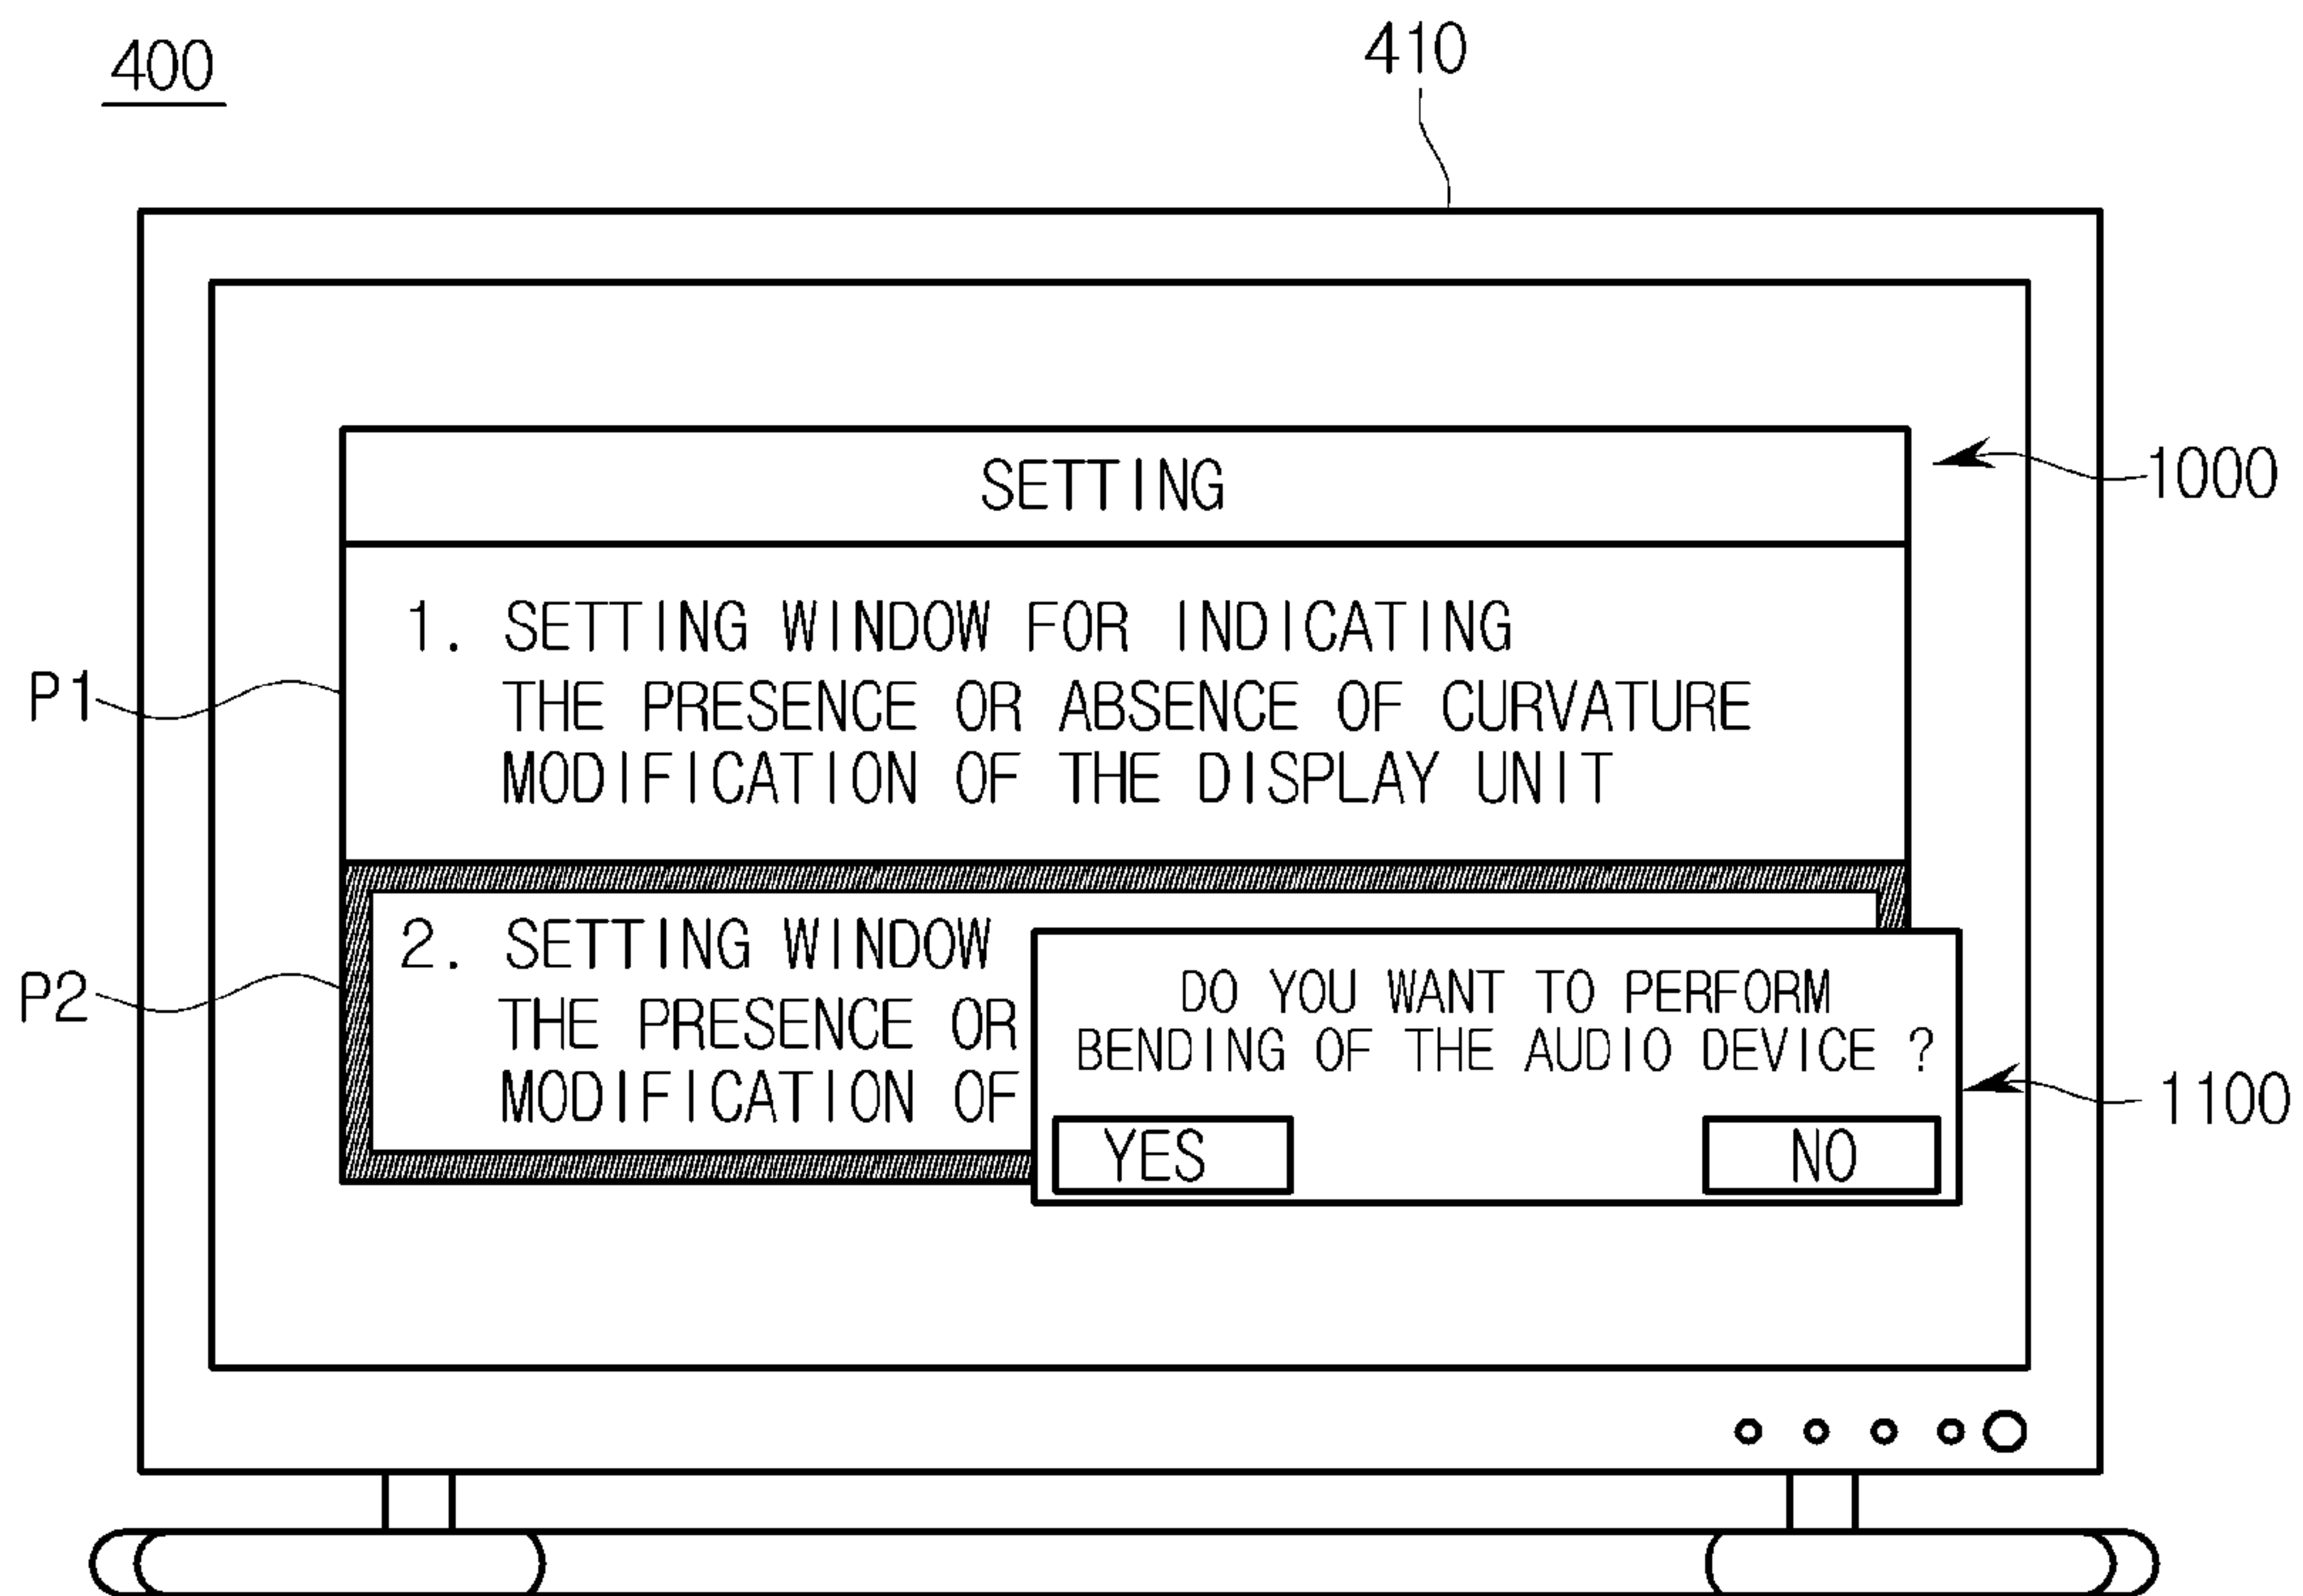 400
410
SETTING
1000
1. SETTING WINDOW FOR INDICATING
THE PRESENCE OR ABSENCE OF CURVATURE
MODIFICATION OF THE DISPLAY UNIT
P1
2. SETTING WINDOW
THE PRESENCE OR
MODIFICATION OF
P2
DO YOU WANT TO PERFORM
BENDING OF THE AUDIO DEVICE ?
YES
NO
1100